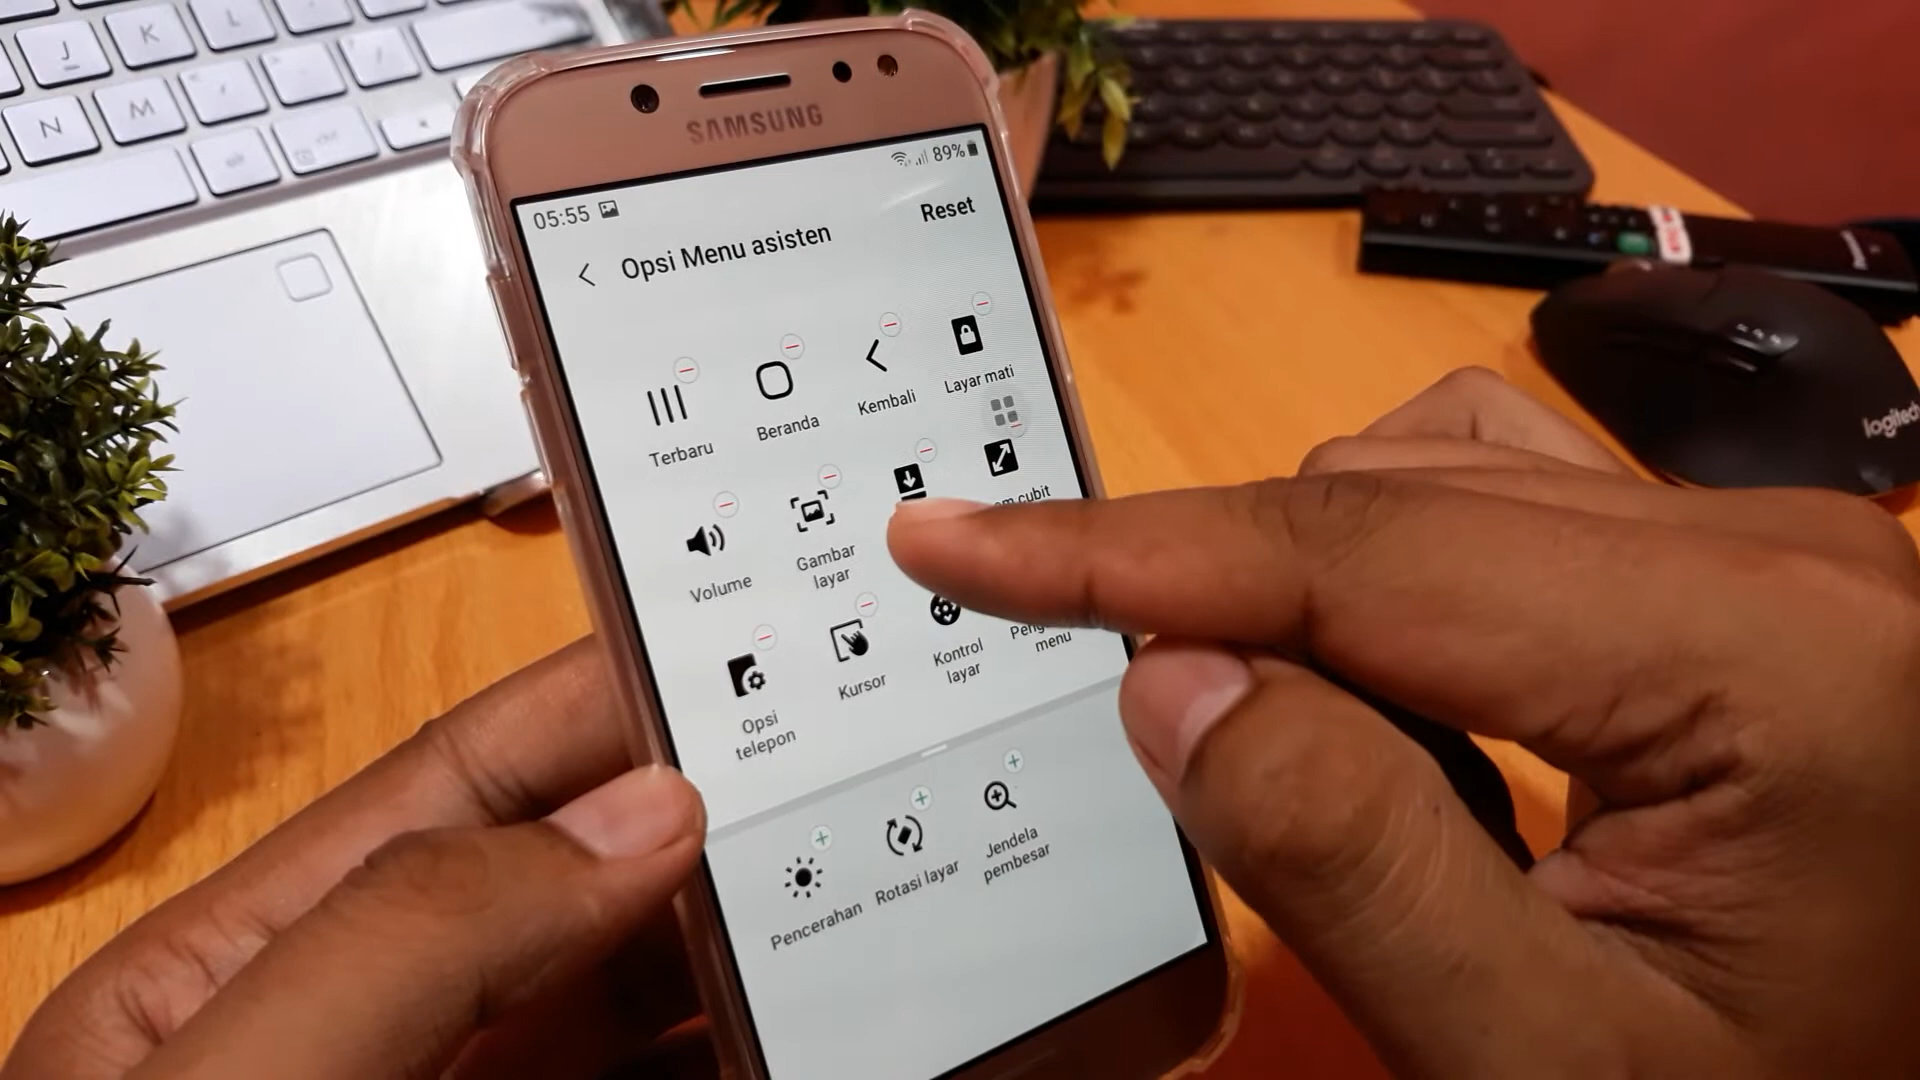 J
K
L
N
M
SAMSUNG
05:55
89%
Reset
Opsi Menu asisten
Terbaru
Beranda
Kembali
Layar mati
Volume
Gambar
layar
cubit
Opsi
telepon
Kursor
Kontrol
layar
menu
Pencerahan
Rotasi layar
Jendela
pembesar
logitech